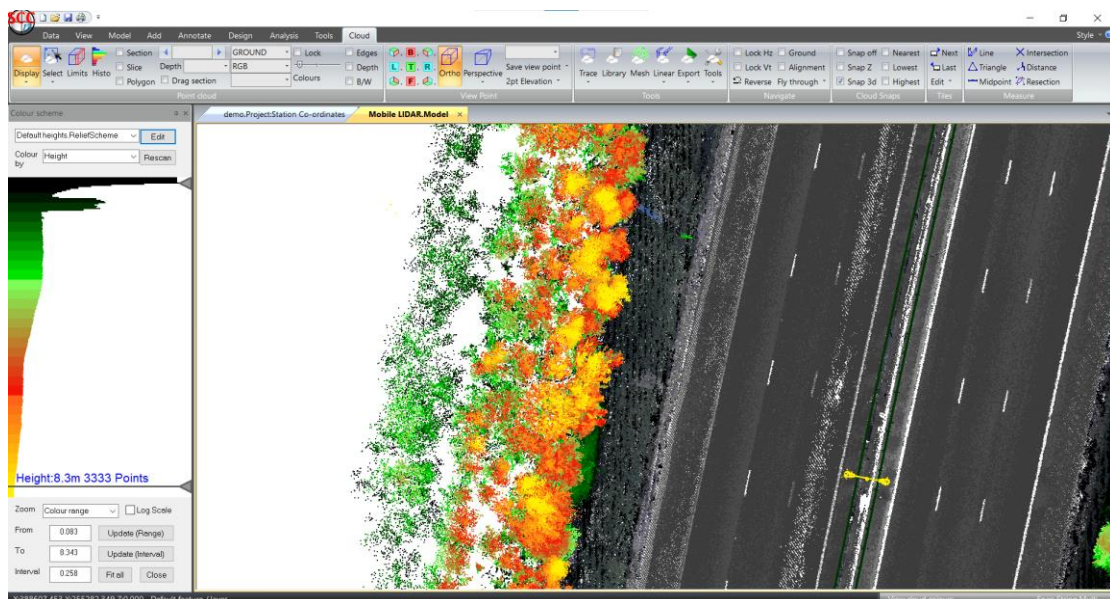 SCC
Data View Model Add Annotate Design Analysis Tools Cloud Style
Display Select Limits Histo
Section GROUND Lock Edges
Slice Depth RGB Depth
Polygon Drag section Colours B/W
Point cloud
B
L T R
F
Ortho Perspective
Save view point
2pt Elevation
View Point
Trace Library Mesh Linear Export Tools
Tools
Lock Hz Ground
Lock Vt Alignment
Reverse Fly through
Navigate
Snap off Nearest
Snap Z Lowest
Snap 3d Highest
Cloud Snaps
Next
Last
Edit
Tiles
Line Intersection
Triangle Distance
Midpoint Resection
Measure
Colour scheme
demo.Project:Station Co-ordinates Mobile LIDAR.Model
Defaultheights.ReliefScheme Edit
Colour by Height Rescan
Height:8.3m 3333 Points
Zoom Colour range Log Scale
From 0.083 Update (Range)
To 8.343 Update (Interval)
Interval 0.258 Fit all Close